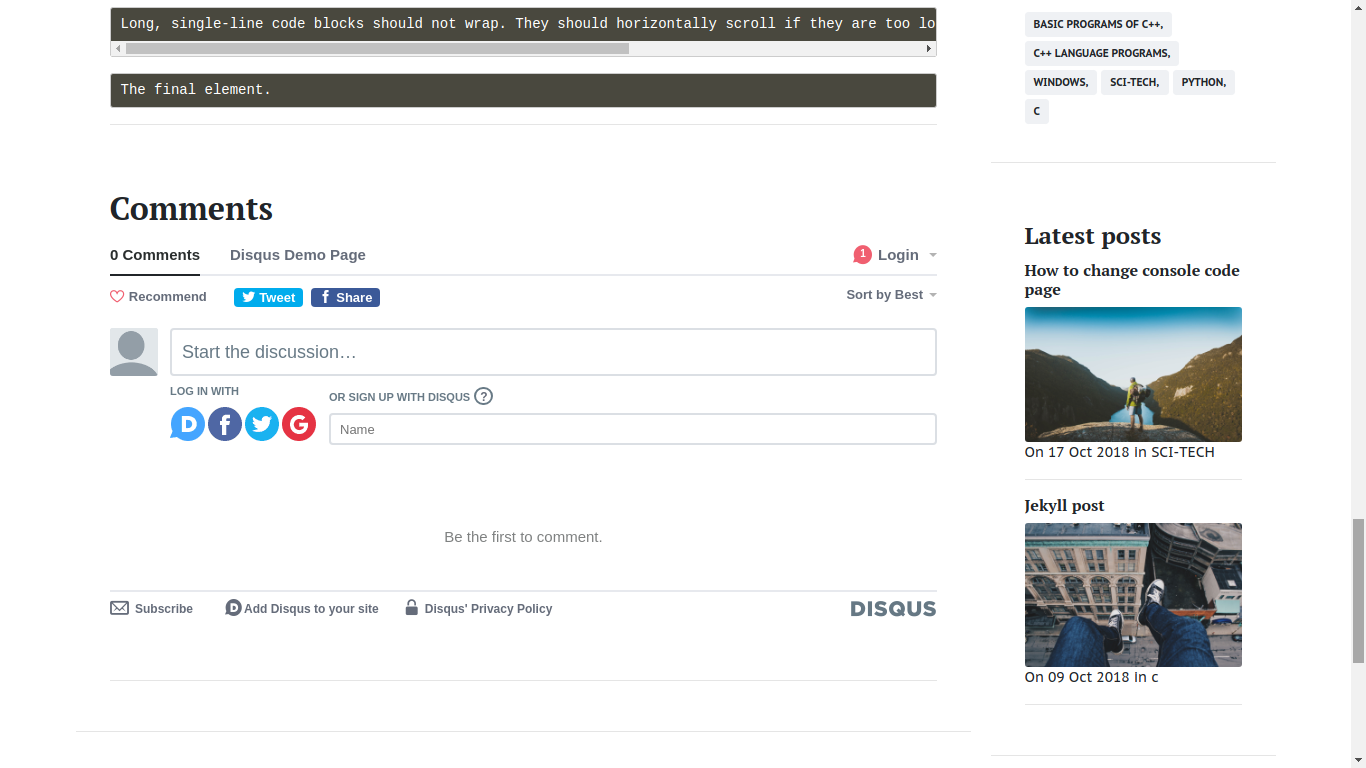 Long, single-line code blocks should not wrap. They should horizontally scroll if they are too lo
The final element.
Comments
0 Comments
Disqus Demo Page
1
Login
Recommend
Tweet
Share
Sort by Best
Start the discussion…
LOG IN WITH
OR SIGN UP WITH DISQUS ?
Name
Be the first to comment.
Subscribe
Add Disqus to your site
Disqus' Privacy Policy
DISQUS
BASIC PROGRAMS OF C++,
C++ LANGUAGE PROGRAMS,
WINDOWS, SCI-TECH, PYTHON,
C
Latest posts
How to change console code
page
On 17 Oct 2018 In SCI-TECH
Jekyll post
On 09 Oct 2018 In c